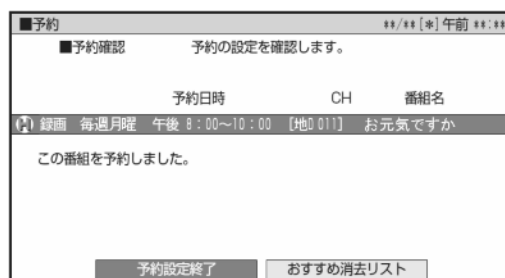 ■予約 **/**[*]午前 **:**
■予約確認 予約の設定を確認します。
予約日時 CH 番組名
録画 毎週月曜 午後 8:00~10:00 [地D 011] お元気ですか
この番組を予約しました。
予約設定終了 おすすめ消去リスト